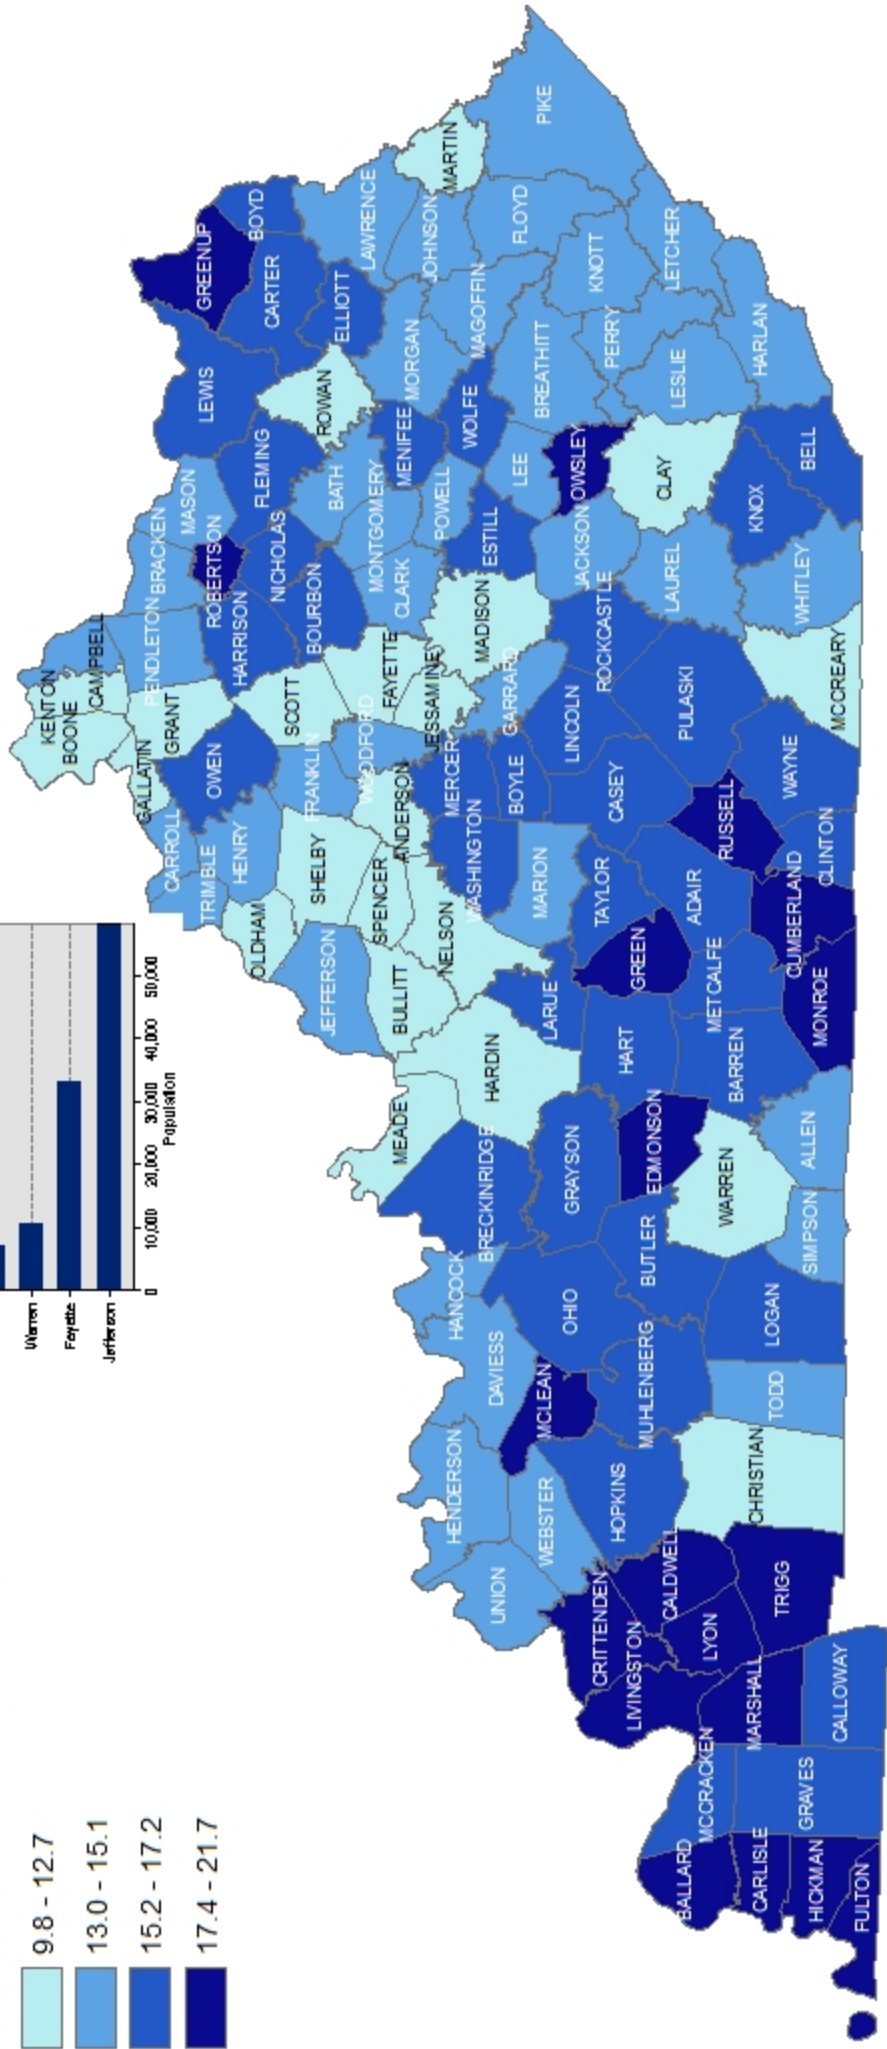 Warren
Fayette
Jefferson
0
10,000
20,000
30,000
40,000
50,000
Population
9.8 - 12.7
13.0 - 15.1
15.2 - 17.2
17.4 - 21.7
KENTON
BOONE
CAMPBELL
GALLATIN
GRANT
PENDLETON
BRACKEN
MASON
LEWIS
GREENUP
BOYD
CARROLL
TRIMBLE
OWEN
HENRY
HARRISON
ROBERTSON
NICHOLAS
FLEMING
CARTER
ELLIOTT
LAWRENCE
ROWAN
OLDHAM
SHELBY
FRANKLIN
SCOTT
BOURBON
BATH
MONTGOMERY
MENIFEE
MORGAN
JOHNSON
MARTIN
JEFFERSON
SPENCER
ANDERSON
WOODFORD
FAYETTE
CLARK
POWELL
WOLFE
MAGOFFIN
FLOYD
PIKE
BULLITT
NELSON
WASHINGTON
MERCER
JESSAMINE
MADISON
ESTILL
LEE
BREATHITT
KNOTT
MEADE
HARDIN
LARUE
MARION
BOYLE
GARRARD
LINCOLN
ROCKCASTLE
JACKSON
OWSLEY
PERRY
LETCHER
BRECKINRIDGE
HANCOCK
DAVIESS
HENDERSON
UNION
WEBSTER
MCLEAN
OHIO
GRAYSON
HART
GREEN
TAYLOR
CASEY
PULASKI
LAUREL
CLAY
LESLIE
HARLAN
CRITTENDEN
LIVINGSTON
HOPKINS
MUHLENBERG
BUTLER
EDMONSON
BARREN
METCALFE
ADAIR
RUSSELL
WAYNE
KNOX
BELL
CALDWELL
LYON
WARREN
CUMBERLAND
CLINTON
MCCREARY
WHITLEY
BALLARD
MCCRACKEN
MARSHALL
TRIGG
CHRISTIAN
TODD
LOGAN
SIMPSON
ALLEN
MONROE
CARLISLE
HICKMAN
FULTON
GRAVES
CALLOWAY